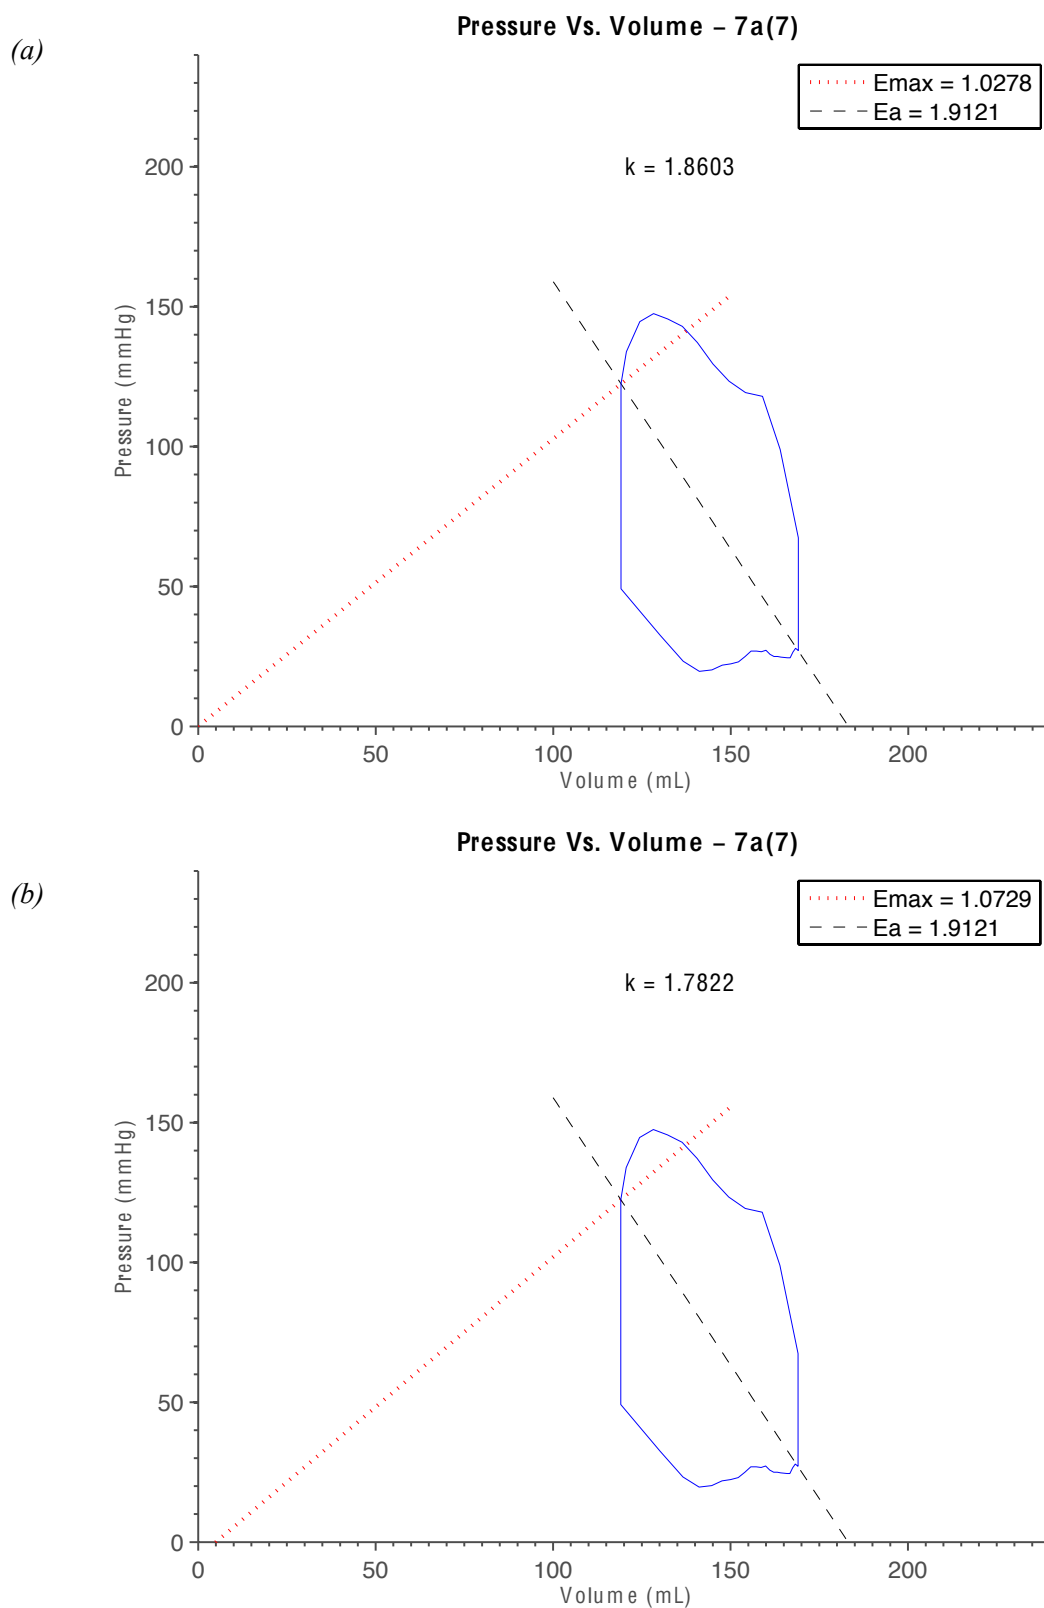 (a)
Pressure Vs. Volume – 7a(7)
Emax = 1.0278
Ea = 1.9121
k = 1.8603
200
150
100
50
0
Pressure (mmHg)
0 50 100 150 200
Volume (mL)
(b)
Pressure Vs. Volume – 7a(7)
Emax = 1.0729
Ea = 1.9121
k = 1.7822
200
150
100
50
0
Pressure (mmHg)
0 50 100 150 200
Volume (mL)